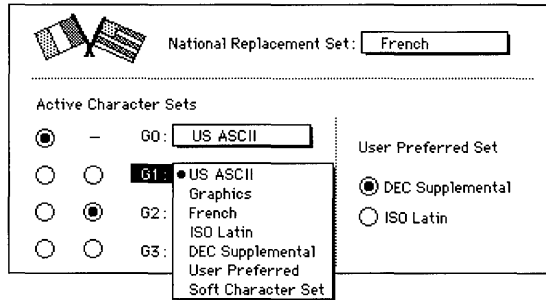 National Replacement Set: French
Active Character Sets
– G0: US ASCII
G1: US ASCII
Graphics
G2: French
ISO Latin
G3: DEC Supplemental
User Preferred
Soft Character Set
User Preferred Set
DEC Supplemental
ISO Latin